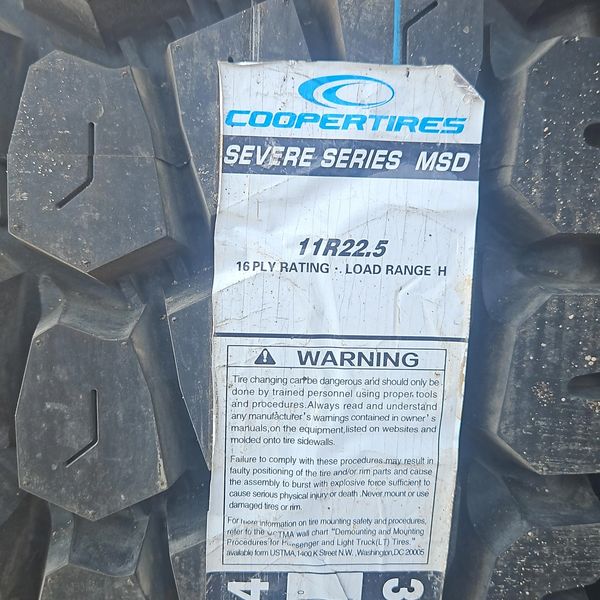 COOPERTIRES
SEVERE SERIES MSD
11R22.5
16 PLY RATING · LOAD RANGE H
WARNING
Tire changing can be dangerous and should only be
done by trained personnel using proper tools
and procedures.Always read and understand
any manufacturer's warnings contained in owner's
manuals,on the equipment,listed on websites and
molded onto tire sidewalls.
Failure to comply with these procedures may result in
faulty positioning of the tire and/or rim parts and cause
the assembly to burst with explosive force sufficient to
cause serious physical injury or death .Never mount or use
damaged tires or rim.
For more information on tire mounting safety and procedures,
refer to the USTMA wall chart "Demounting and Mounting
Procedures for Passenger and Light Truck(LT) Tires."
available form USTMA,1400 K Street N.W. ,Washington,DC 20005
4
3